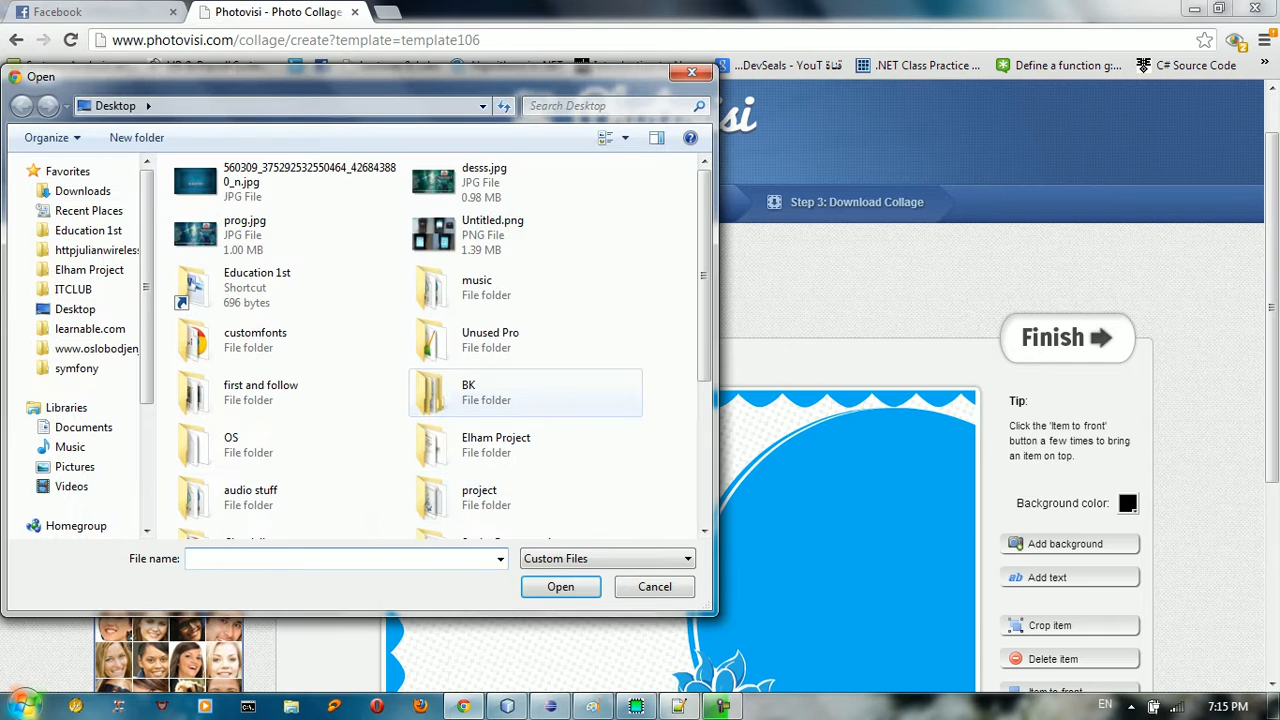 Facebook
Photovisi - Photo Collage
www.photovisi.com/collage/create?template=template106
...DevSeals - YouT
.NET Class Practice ...
Define a function g:...
C# Source Code
Open
Desktop
Search Desktop
Organize
New folder
Favorites
Downloads
Recent Places
Education 1st
httpjulianwireles
Elham Project
ITCLUB
Desktop
learnable.com
www.oslobodjen
symfony
Libraries
Documents
Music
Pictures
Videos
Homegroup
560309_375292532550464_42684388
0_n.jpg
JPG File
desss.jpg
JPG File
0.98 MB
prog.jpg
JPG File
1.00 MB
Untitled.png
PNG File
1.39 MB
Education 1st
Shortcut
696 bytes
music
File folder
customfonts
File folder
Unused Pro
File folder
first and follow
File folder
BK
File folder
OS
File folder
Elham Project
File folder
audio stuff
File folder
project
File folder
File name:
Custom Files
Open
Cancel
Step 3: Download Collage
Finish
Tip:
Click the 'Item to front'
button a few times to bring
an item on top.
Background color:
Add background
ab Add text
Crop item
Delete item
Item to front
EN
7:15 PM